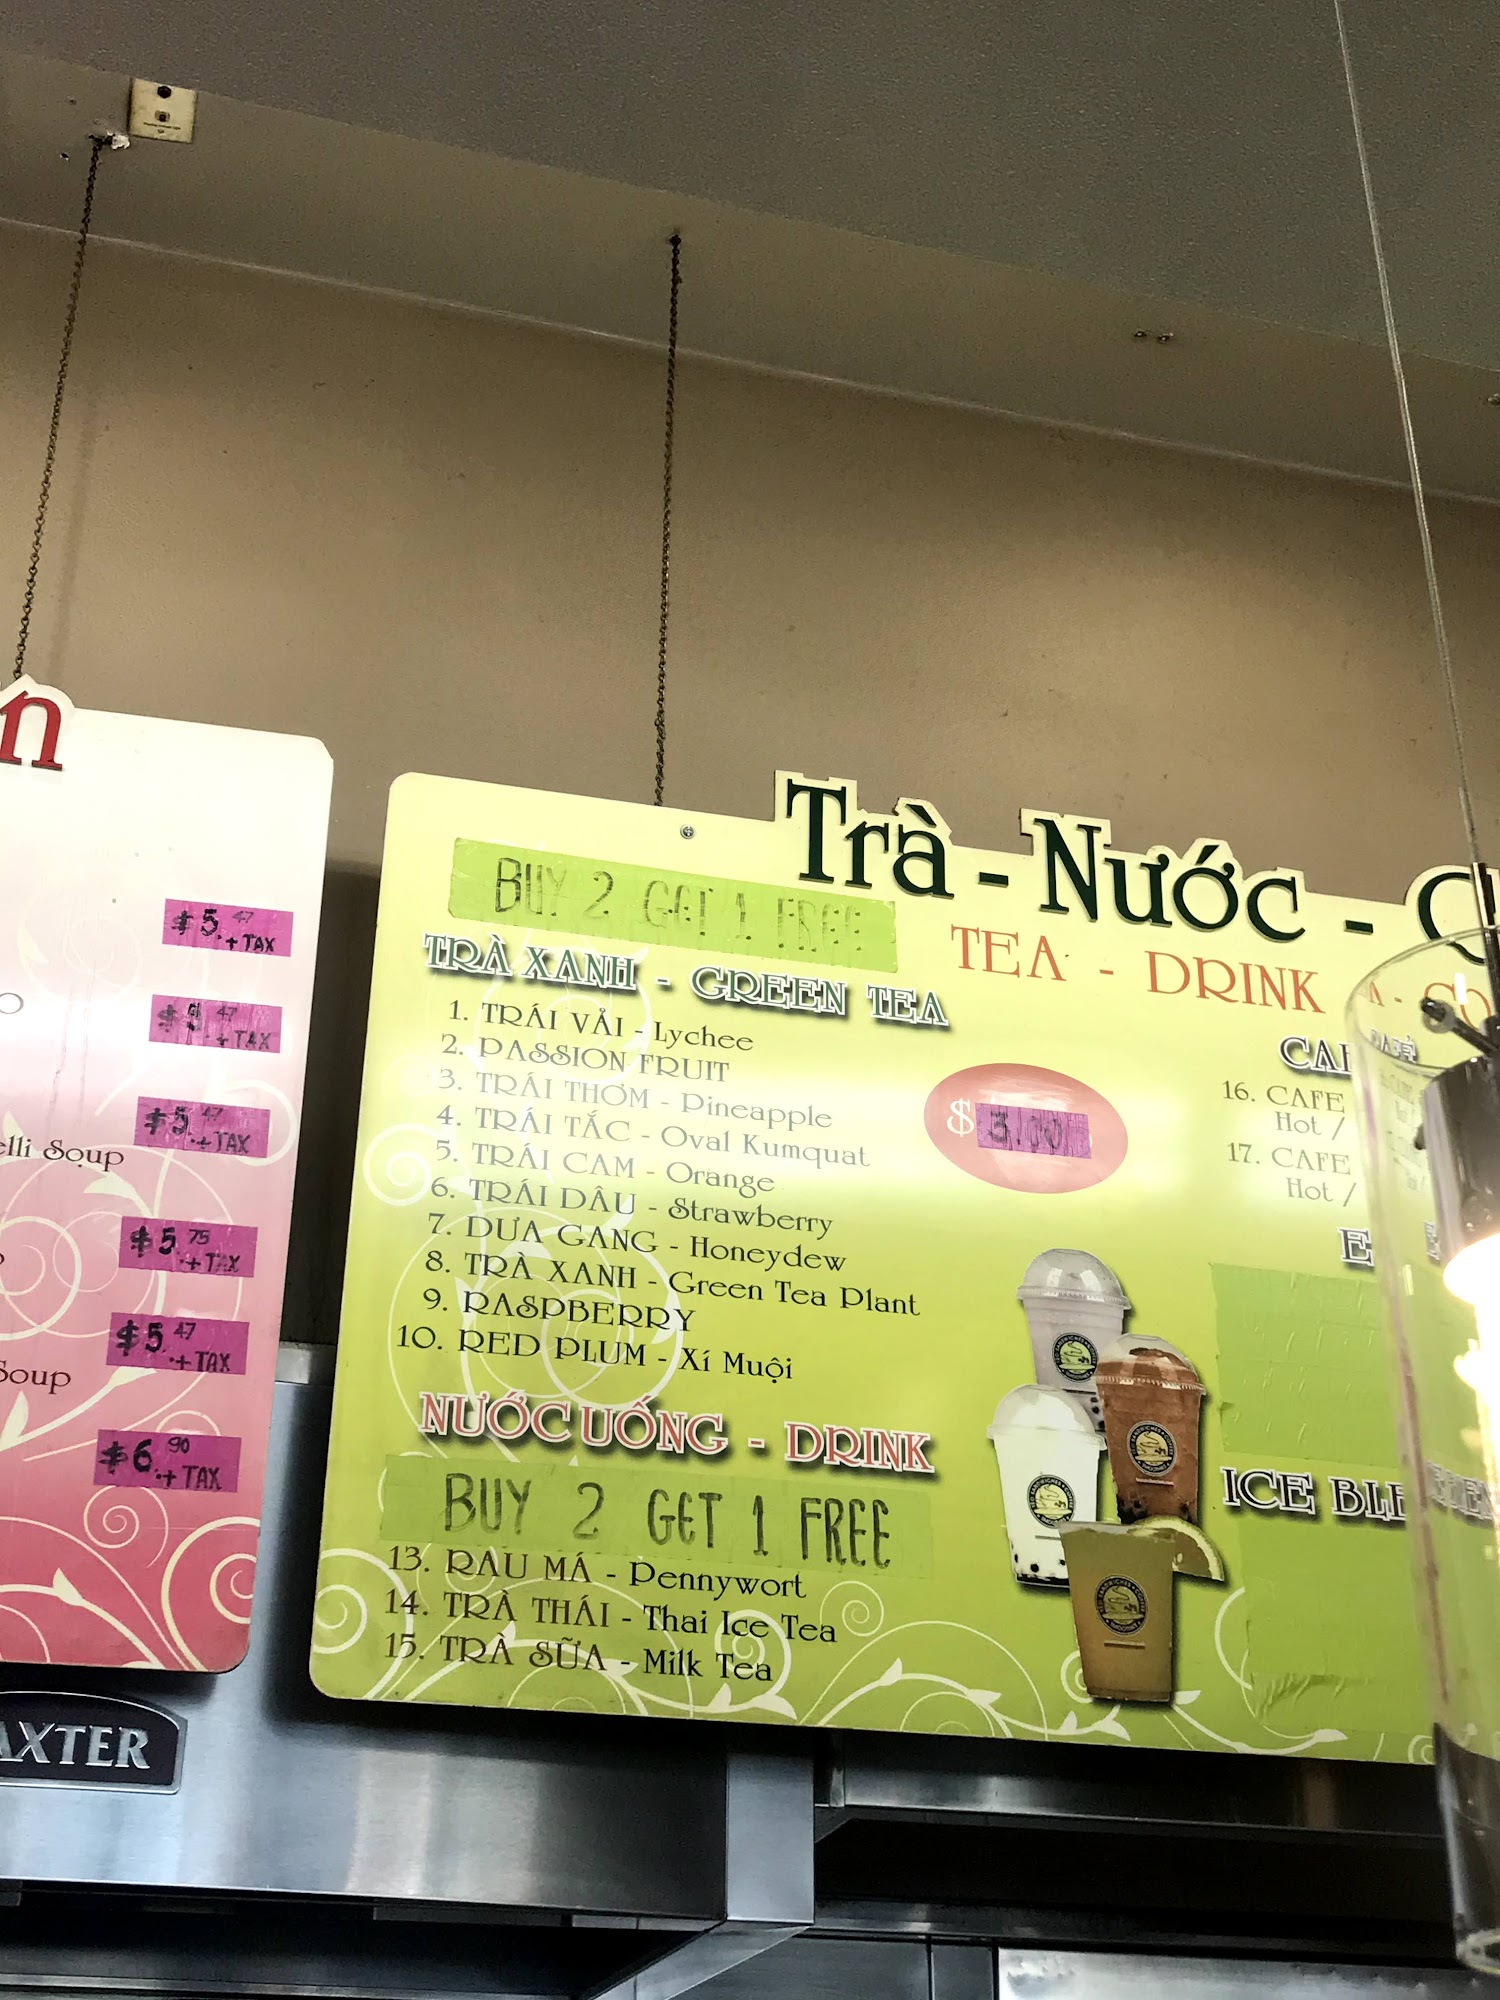 n
$5.47 + TAX
$5.47 + TAX
elli Soup
$5.75 + TAX
$5.47 + TAX
Soup
$6.90 + TAX
AXTER
Trà - Nước - C
BUY 2 GET 1 FREE
TEA - DRINK
TRÀ XANH - GREEN TEA
1. TRÁI VẢI - Lychee
2. PASSION FRUIT
3. TRÁI THƠM - Pineapple
4. TRÁI TẮC - Oval Kumquat
5. TRÁI CAM - Orange
6. TRÁI DÂU - Strawberry
7. DƯA GANG - Honeydew
8. TRÀ XANH - Green Tea Plant
9. RASPBERRY
10. RED PLUM - Xí Muội
$3.00
NƯỚC UỐNG - DRINK
BUY 2 GET 1 FREE
13. RAU MÁ - Pennywort
14. TRÀ THÁI - Thai Ice Tea
15. TRÀ SỮA - Milk Tea
16. CAFE
Hot /
17. CAFE
Hot /
ICE BLE